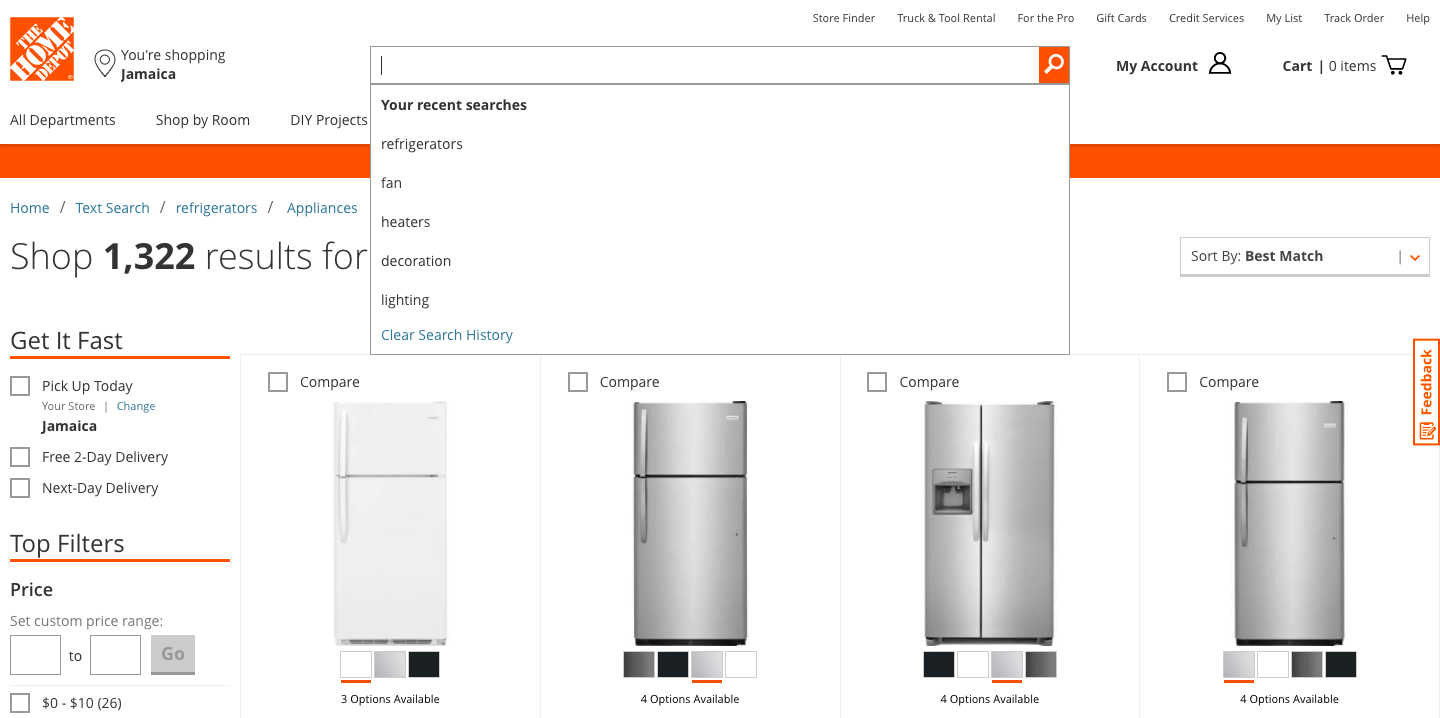 Store Finder Truck & Tool Rental For the Pro Gift Cards Credit Services My List Track Order Help
THE HOME DEPOT
You're shopping
Jamaica
My Account
Cart | 0 items
All Departments Shop by Room DIY Projects
Your recent searches
refrigerators
fan
heaters
decoration
lighting
Clear Search History
Home / Text Search / refrigerators / Appliances
Shop 1,322 results for
Sort By: Best Match |
Get It Fast
Pick Up Today
Your Store | Change
Jamaica
Free 2-Day Delivery
Next-Day Delivery
Top Filters
Price
Set custom price range:
to Go
$0 - $10 (26)
Compare Compare Compare Compare
3 Options Available 4 Options Available 4 Options Available 4 Options Available
Feedback